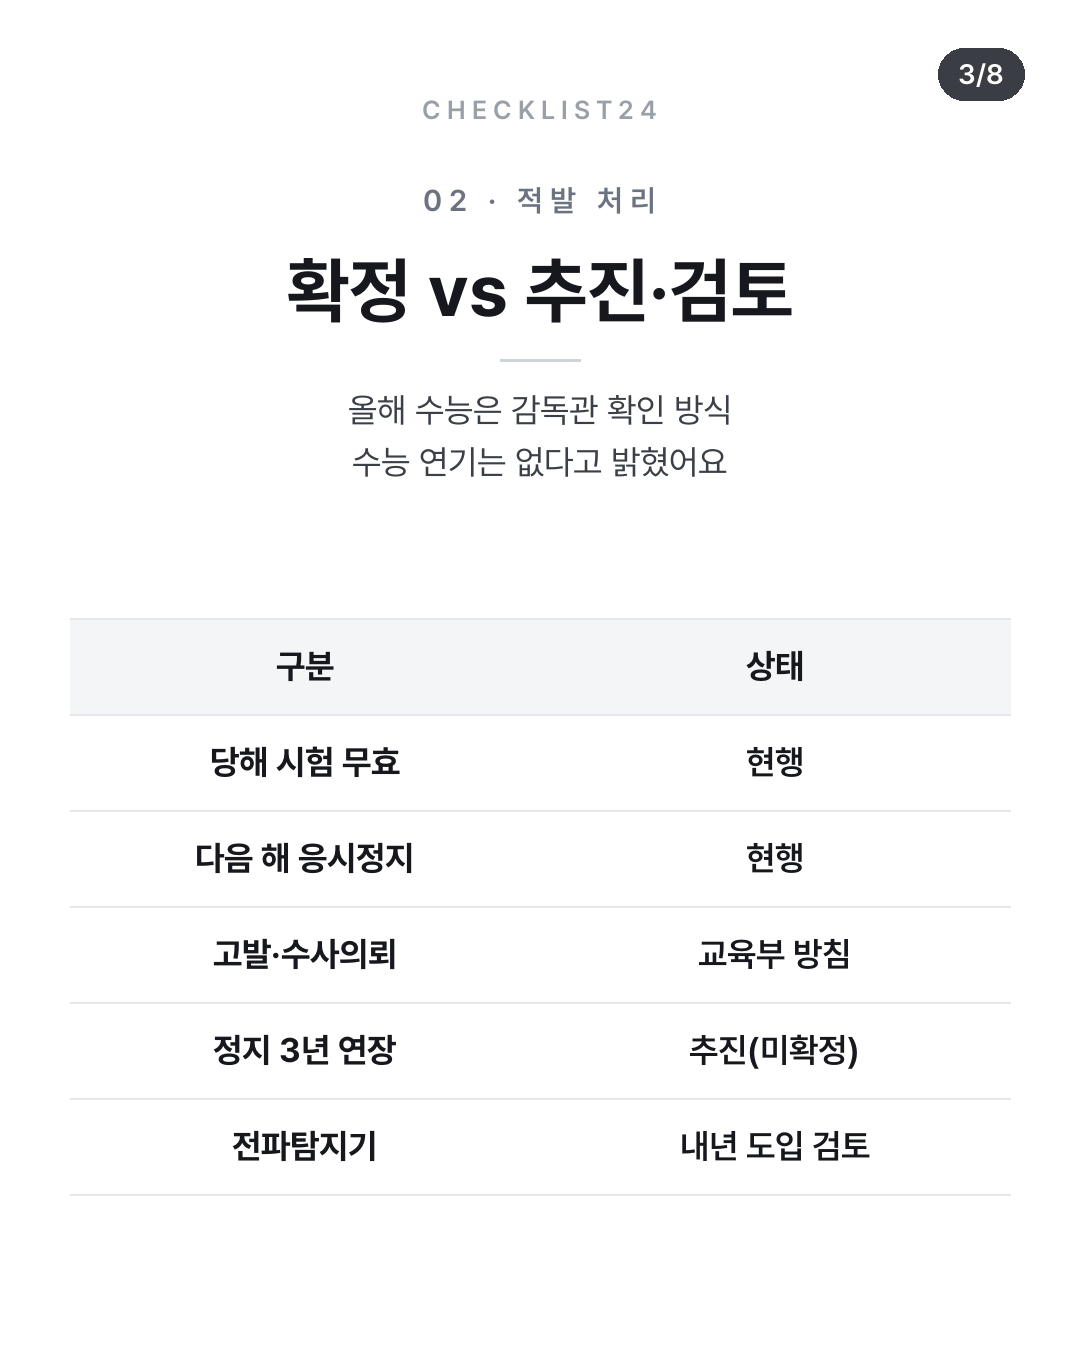 3/8
CHECKLIST24
02 · 적발 처리
확정 vs 추진·검토
올해 수능은 감독관 확인 방식
수능 연기는 없다고 밝혔어요
구분 상태
당해 시험 무효 현행
다음 해 응시정지 현행
고발·수사의뢰 교육부 방침
정지 3년 연장 추진(미확정)
전파탐지기 내년 도입 검토